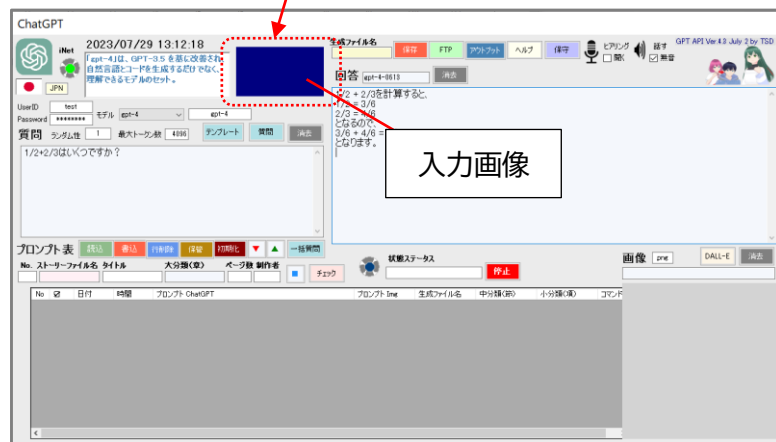 ChatGPT
iNet
2023/07/29 13:12:18
「gpt-4」は、GPT-3.5 を基に改善され
自然言語とコードを生成するだけでなく、
理解できるモデルのセット。
JPN
UserID test
Password ********
モデル gpt-4 gpt-4
質問 ランダム性 1 最大トークン数 4096 テンプレート 質問 消去
1/2+2/3はいくつですか？
生成ファイル名 保存 FTP アウトプット ヘルプ 保守 ヒアリング 開く 話す 無音
GPT API Ver4.3 July 2 by TSD
回答 gpt-4-0613 消去
1/2 + 2/3を計算すると、
1/2 = 3/6
2/3 = 4/6
となるので、
3/6 + 4/6 =
となります。
入力画像
プロンプト表 読込 書込 行削除 保管 初期化 ▼ ▲ 一括質問
No. ストーリーファイル名 タイトル 大分類(章) ページ数 制作者 チェック
状態ステータス
停止
画像 png DALL-E 消去
No 日付 時間 プロンプト ChatGPT プロンプト Img 生成ファイル名 中分類(節) 小分類(項) コマンド